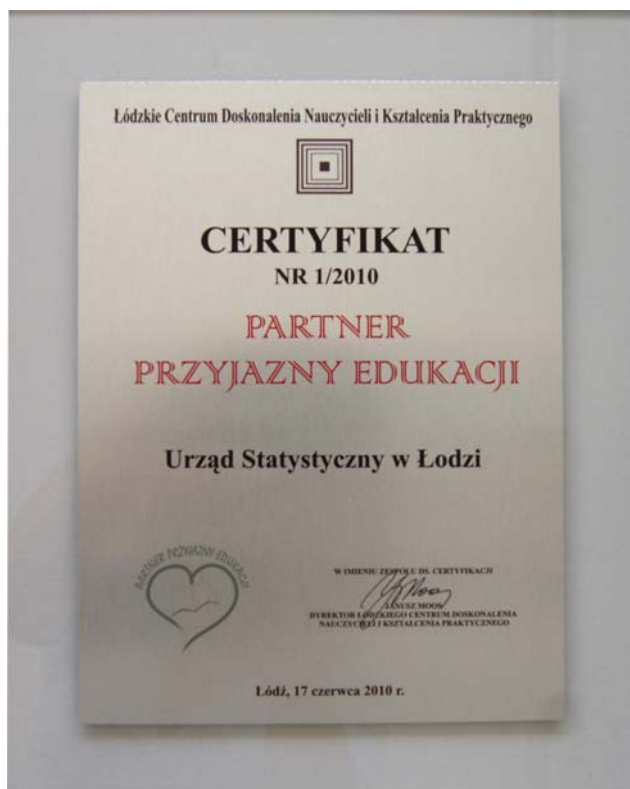 Łódzkie Centrum Doskonalenia Nauczycieli i Kształcenia Praktycznego
CERTYFIKAT
NR 1/2010
PARTNER
PRZYJAZNY EDUKACJI
Urząd Statystyczny w Łodzi
PARTNER PRZYJAZNY EDUKACJI
W IMIENIU ZESPOŁU DS. CERTYFIKACJI
JANUSZ MOOS
DYREKTOR ŁÓDZKIEGO CENTRUM DOSKONALENIA
NAUCZYCIELI I KSZTAŁCENIA PRAKTYCZNEGO
Łódź, 17 czerwca 2010 r.